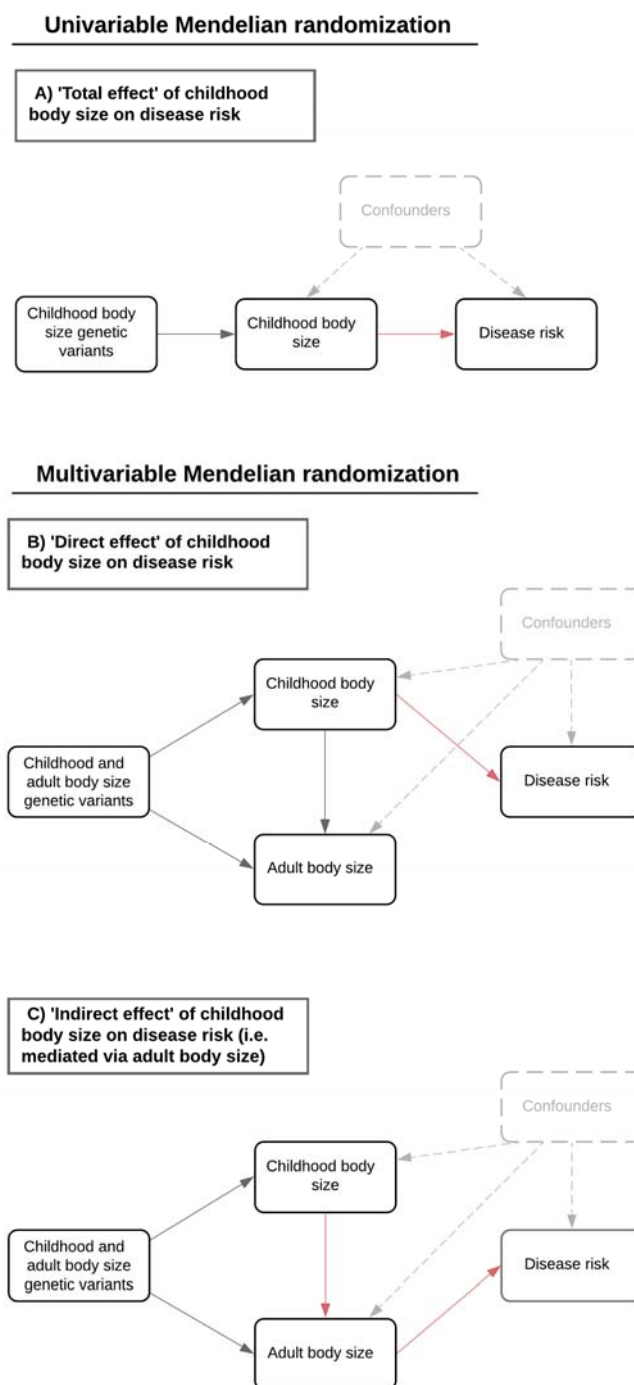 Univariable Mendelian randomization
A) 'Total effect' of childhood
body size on disease risk
Confounders
Childhood body
size genetic
variants
Childhood body
size
Disease risk
Multivariable Mendelian randomization
B) 'Direct effect' of childhood
body size on disease risk
Confounders
Childhood body
size
Childhood and
adult body size
genetic variants
Disease risk
Adult body size
C) 'Indirect effect' of childhood
body size on disease risk (i.e.
mediated via adult body size)
Confounders
Childhood body
size
Childhood and
adult body size
genetic variants
Disease risk
Adult body size